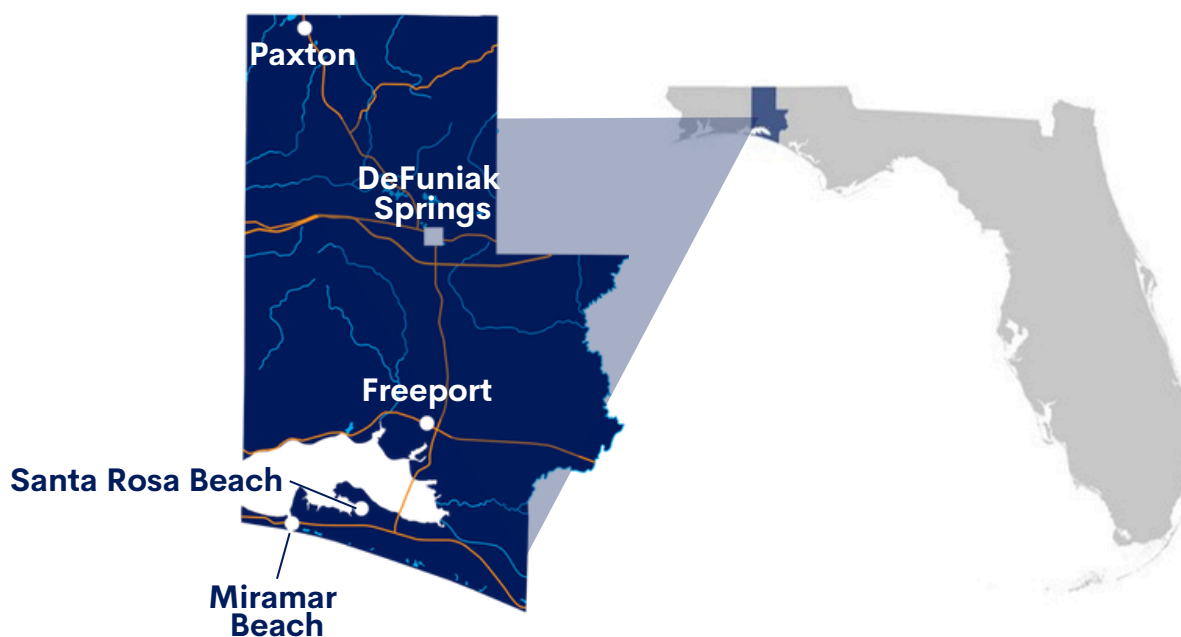 Paxton
DeFuniak
Springs
Freeport
Santa Rosa Beach
Miramar
Beach